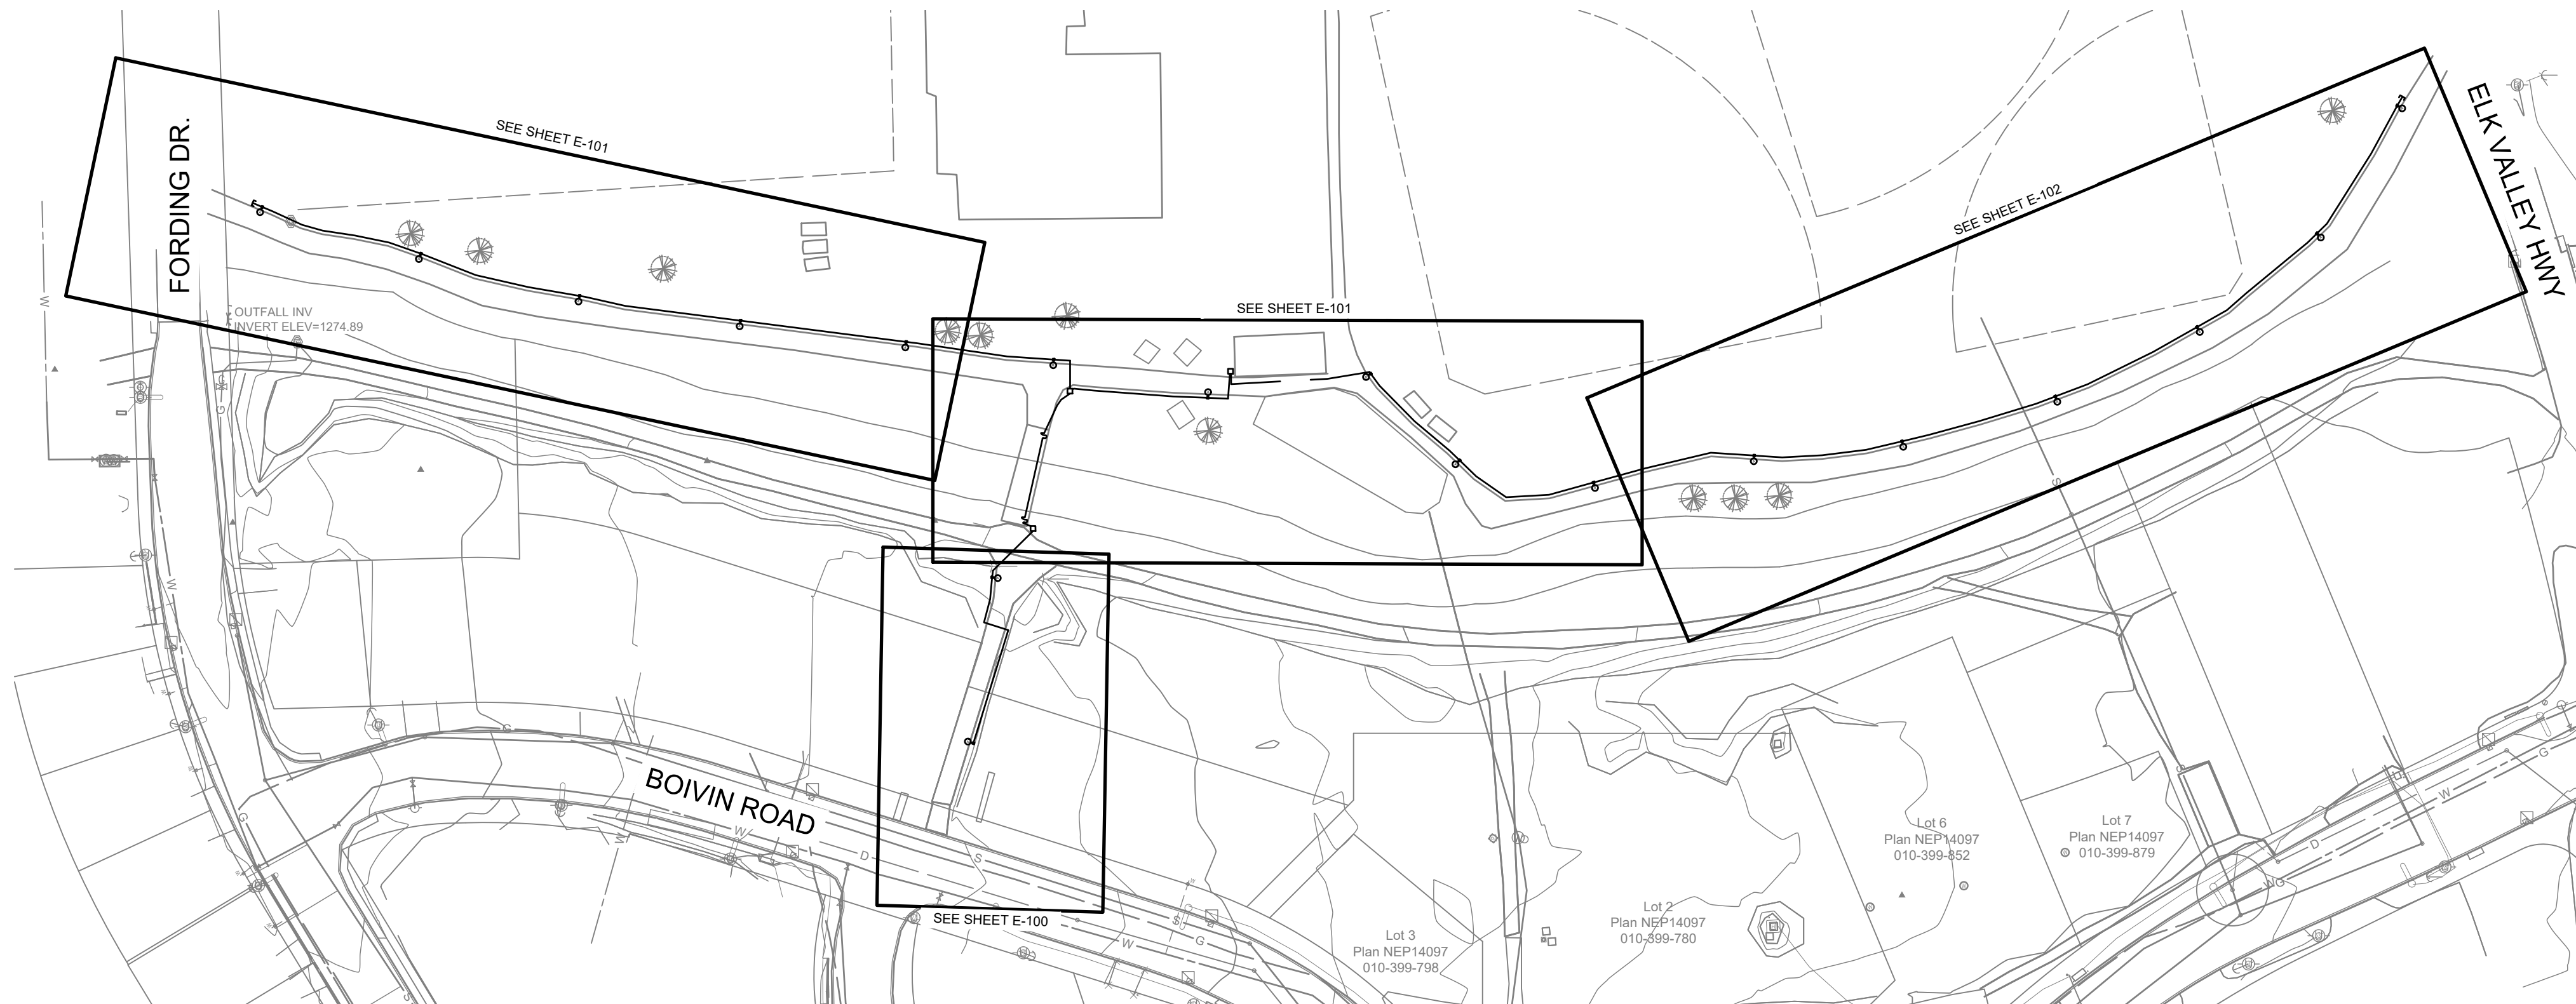 SEE SHEET E-101
FORDING DR.
OUTFALL INV
INVERT ELEV=1274.89
SEE SHEET E-101
SEE SHEET E-102
ELK VALLEY HWY
BOIVIN ROAD
SEE SHEET E-100
Lot 3
Plan NEP14097
010-399-798
Lot 2
Plan NEP14097
010-399-780
Lot 6
Plan NEP14097
010-399-852
Lot 7
Plan NEP14097
010-399-879
W
W
G
G
G
W
D
S
W
S
G
W
S
S
D
W
G